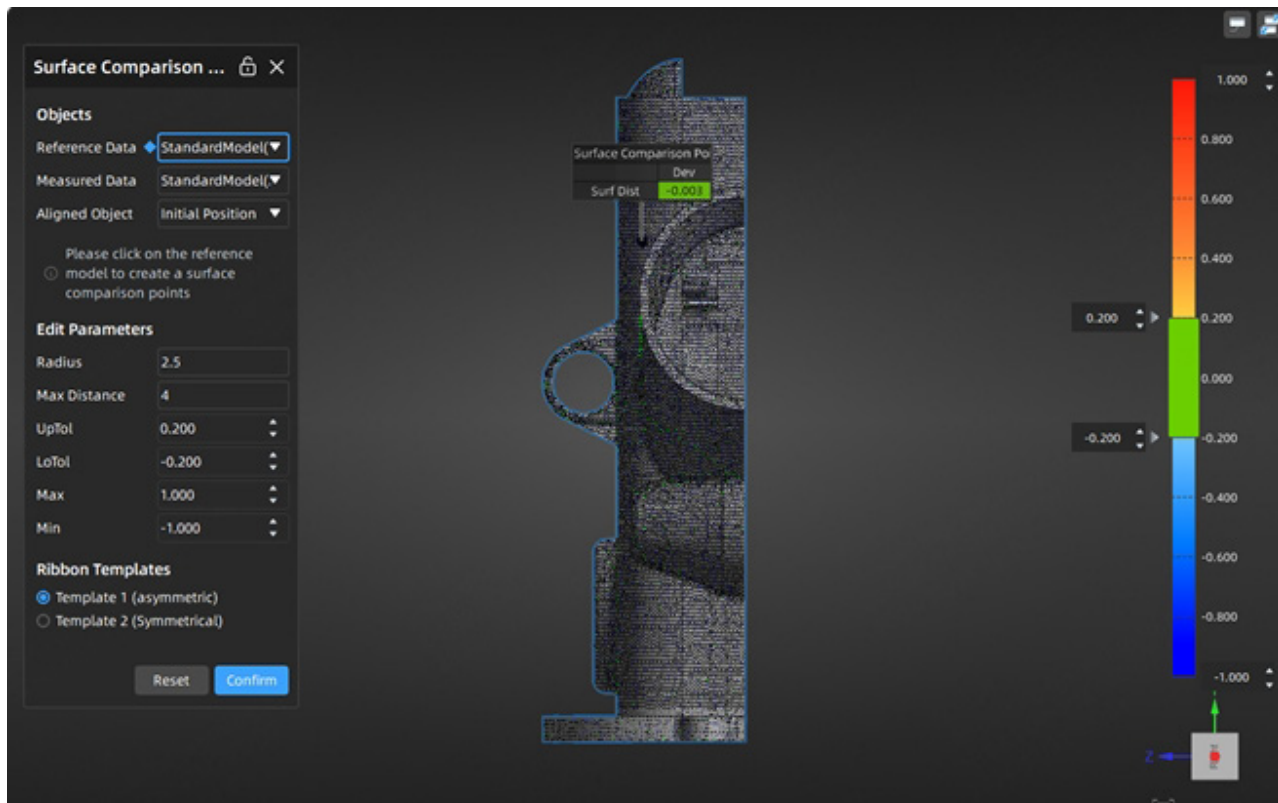 Surface Comparison ...
Objects
Reference Data StandardModel(
Measured Data StandardModel(
Aligned Object Initial Position
Please click on the reference
model to create a surface
comparison points
Edit Parameters
Radius 2.5
Max Distance 4
UpTol 0.200
LoTol -0.200
Max 1.000
Min -1.000
Ribbon Templates
Template 1 (asymmetric)
Template 2 (Symmetrical)
Reset Confirm
Surface Comparison Po
Dev
Surf Dist -0.003
1.000
0.800
0.600
0.400
0.200 0.200
0.000
-0.200 -0.200
-0.400
-0.600
-0.800
-1.000
Z